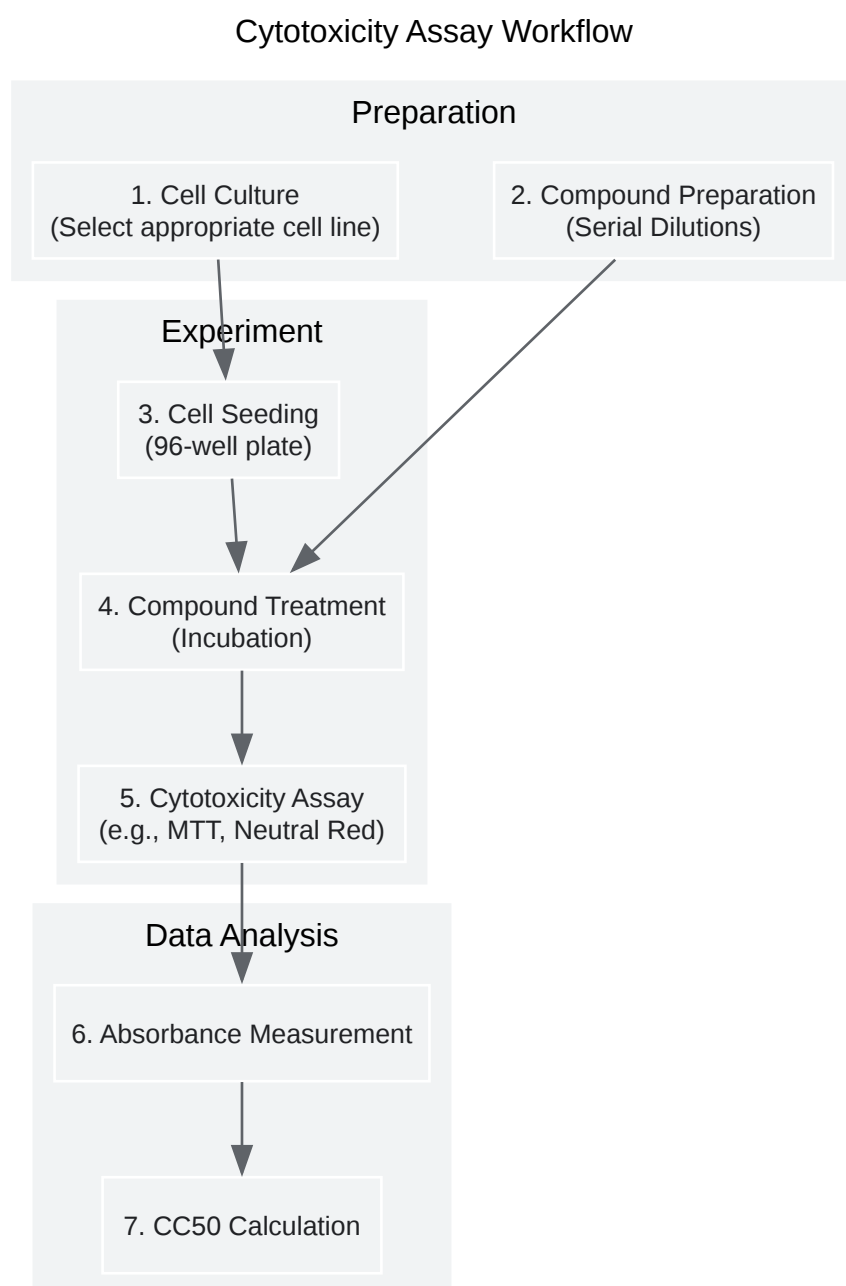 Cytotoxicity Assay Workflow
Preparation
1. Cell Culture
(Select appropriate cell line)
2. Compound Preparation
(Serial Dilutions)
Experiment
3. Cell Seeding
(96-well plate)
4. Compound Treatment
(Incubation)
5. Cytotoxicity Assay
(e.g., MTT, Neutral Red)
Data Analysis
6. Absorbance Measurement
7. CC50 Calculation